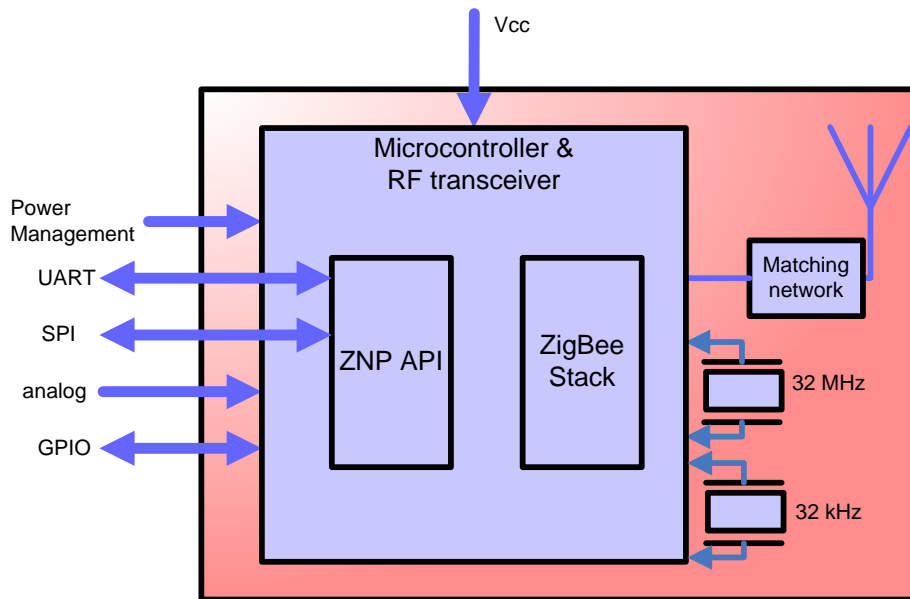 Vcc
Microcontroller &
RF transceiver
Power
Management
UART
SPI
analog
GPIO
ZNP API
ZigBee
Stack
Matching
network
32 MHz
32 kHz